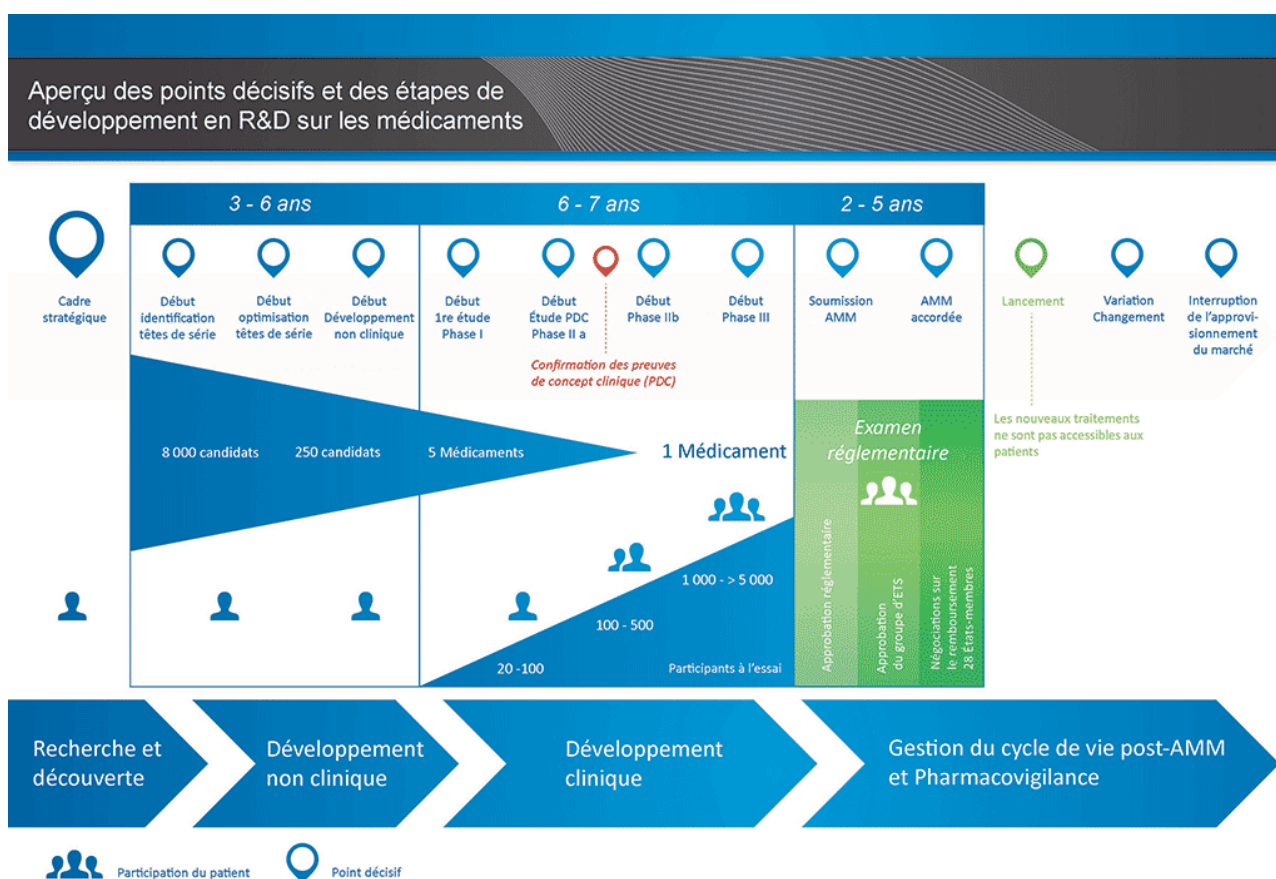 Aperçu des points décisifs et des étapes de
développement en R&D sur les médicaments
3 - 6 ans
6 - 7 ans
2 - 5 ans
Cadre
stratégique
Début
identification
têtes de série
Début
optimisation
têtes de série
Début
Développement
non clinique
Début
1re étude
Phase I
Début
Étude PDC
Phase II a
Début
Phase IIb
Début
Phase III
Soumission
AMM
AMM
accordée
Lancement
Variation
Changement
Interruption
de l'approvi-
sionnement
du marché
Confirmation des preuves
de concept clinique (PDC)
Les nouveaux traitements
ne sont pas accessibles aux
patients
8 000 candidats
250 candidats
5 Médicaments
1 Médicament
Examen
réglementaire
1 000 - > 5 000
100 - 500
20 -100
Participants à l'essai
Approbation réglementaire
Approbation
du groupe d'ETS
Négociations sur
le remboursement
28 États-membres
Recherche et
découverte
Développement
non clinique
Développement
clinique
Gestion du cycle de vie post-AMM
et Pharmacovigilance
Participation du patient
Point décisif